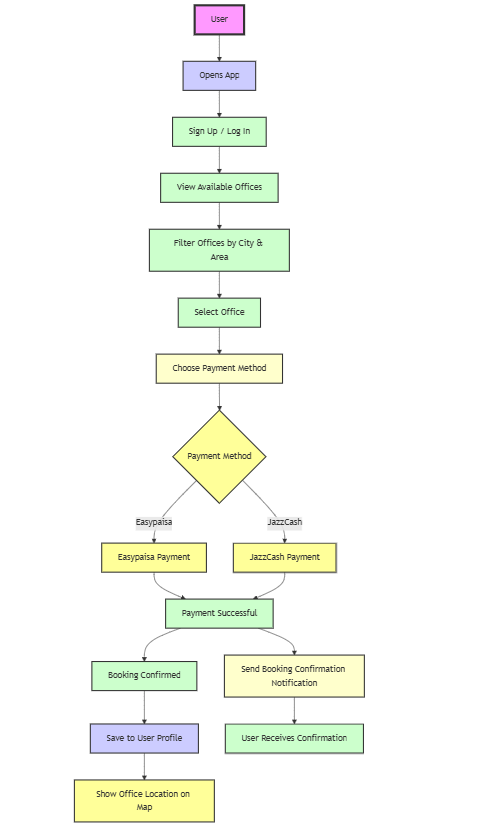 User
Opens App
Sign Up / Log In
View Available Offices
Filter Offices by City &
Area
Select Office
Choose Payment Method
Payment Method
Easypaisa
JazzCash
Easypaisa Payment
JazzCash Payment
Payment Successful
Booking Confirmed
Send Booking Confirmation
Notification
Save to User Profile
User Receives Confirmation
Show Office Location on
Map